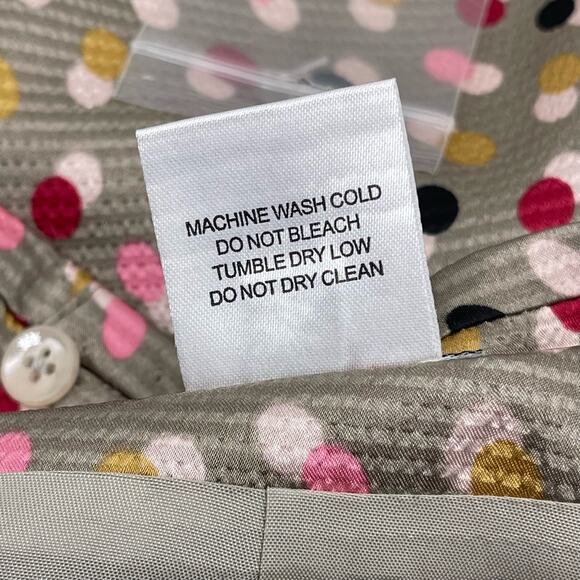 MACHINE WASH COLD
DO NOT BLEACH
TUMBLE DRY LOW
DO NOT DRY CLEAN